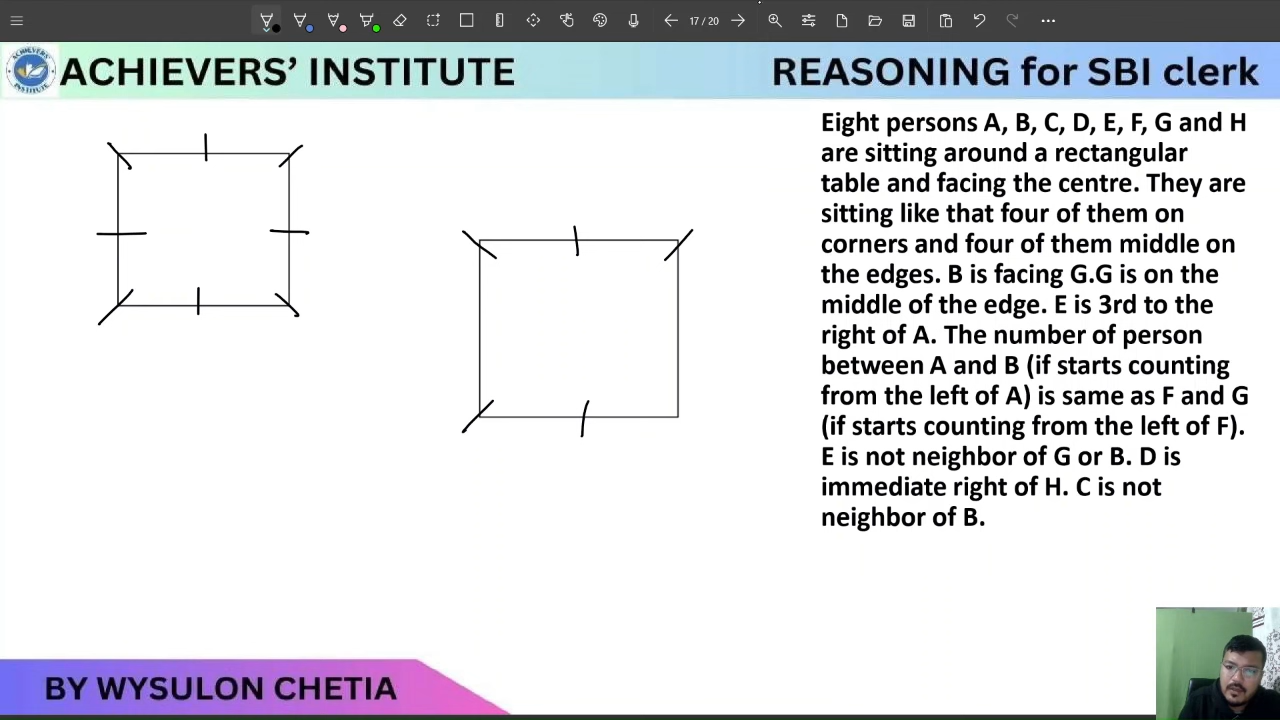 17 / 20
ACHIEVERS’ INSTITUTE
REASONING for SBI clerk
Eight persons A, B, C, D, E, F, G and H
are sitting around a rectangular
table and facing the centre. They are
sitting like that four of them on
corners and four of them middle on
the edges. B is facing G.G is on the
middle of the edge. E is 3rd to the
right of A. The number of person
between A and B (if starts counting
from the left of A) is same as F and G
(if starts counting from the left of F).
E is not neighbor of G or B. D is
immediate right of H. C is not
neighbor of B.
BY WYSULON CHETIA